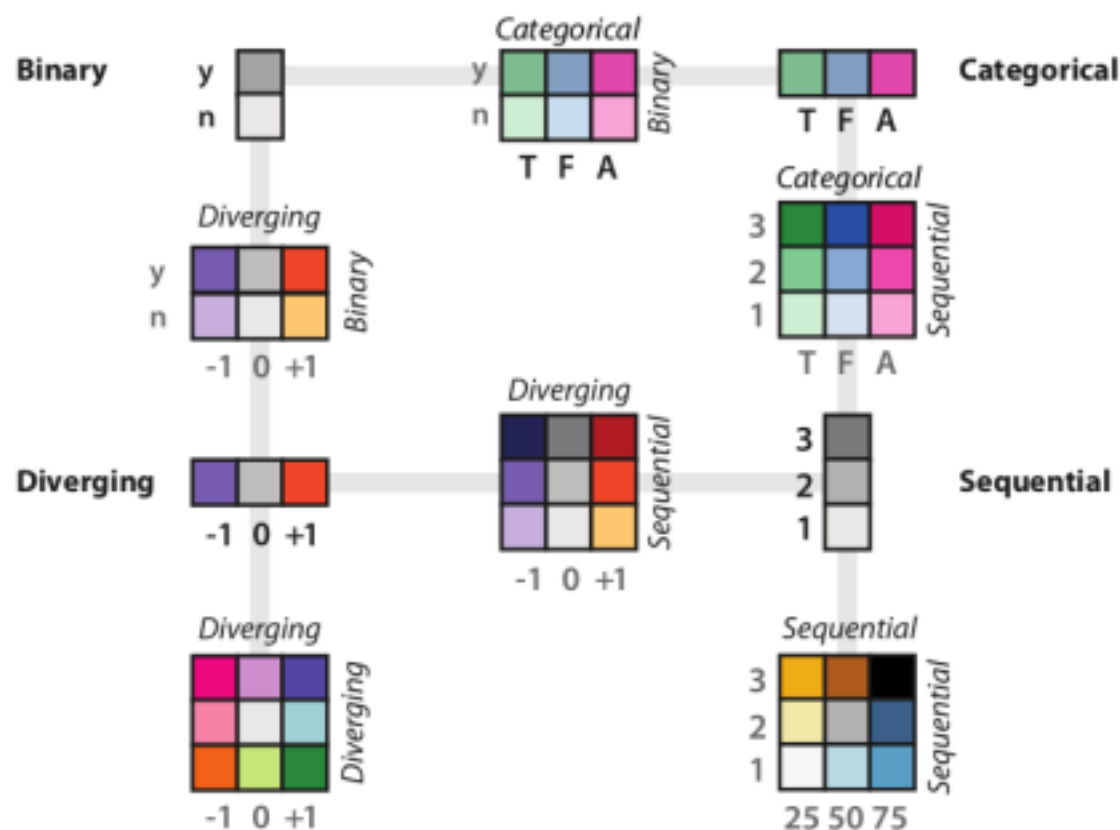 Categorical
Binary
y
n
y
n
Binary
T F A
T F A
Categorical
Categorical
3
2
1
Sequential
T F A
Diverging
y
n
Binary
-1 0 +1
Diverging
-1 0 +1
Diverging
Sequential
-1 0 +1
3
2
1
Sequential
Diverging
Diverging
-1 0 +1
Sequential
3
2
1
Sequential
25 50 75